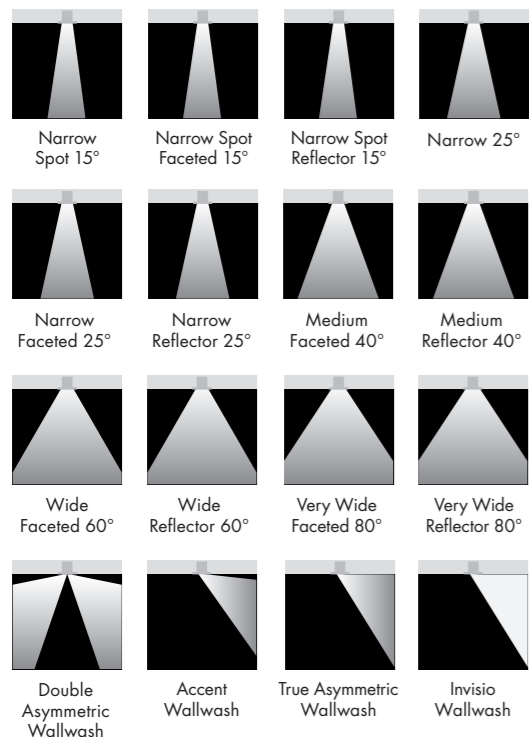 Narrow
Spot 15°
Narrow Spot
Faceted 15°
Narrow Spot
Reflector 15°
Narrow 25°
Narrow
Faceted 25°
Narrow
Reflector 25°
Medium
Faceted 40°
Medium
Reflector 40°
Wide
Faceted 60°
Wide
Reflector 60°
Very Wide
Faceted 80°
Very Wide
Reflector 80°
Double
Asymmetric
Wallwash
Accent
Wallwash
True Asymmetric
Wallwash
Invisio
Wallwash